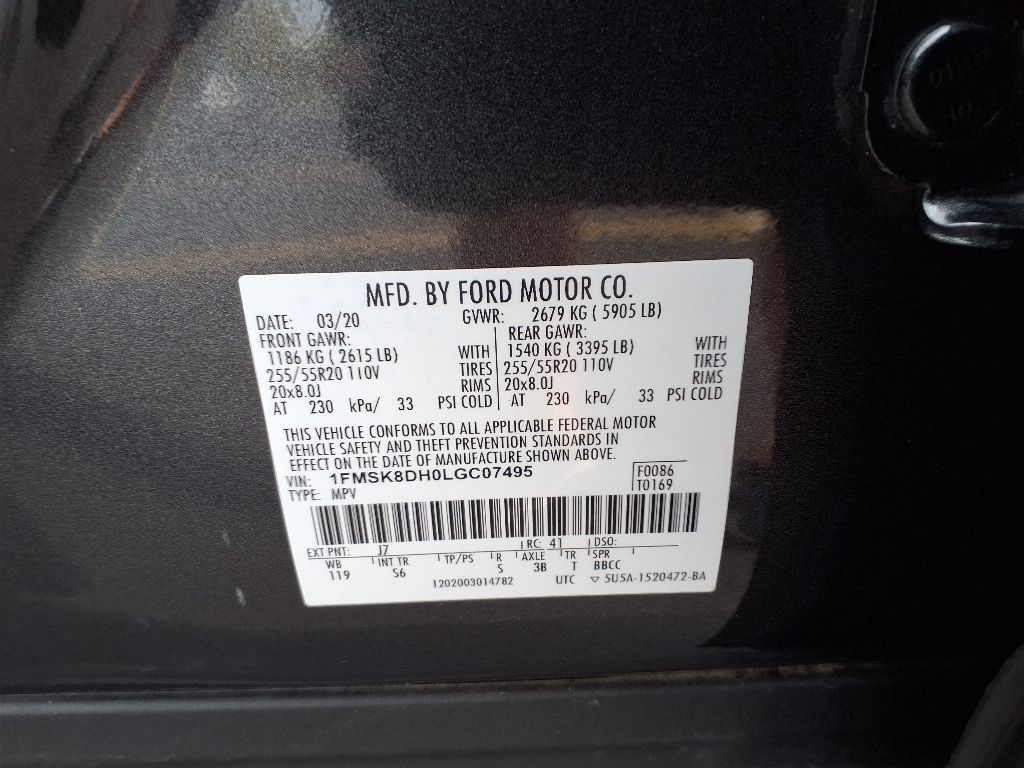 MFD. BY FORD MOTOR CO.
DATE: 03/20 GVWR: 2679 KG ( 5905 LB)
FRONT GAWR: REAR GAWR:
1186 KG ( 2615 LB) WITH 1540 KG ( 3395 LB) WITH
255/55R20 110V TIRES 255/55R20 110V TIRES
20x8.0J RIMS 20x8.0J RIMS
AT 230 kPa/ 33 PSI COLD AT 230 kPa/ 33 PSI COLD
THIS VEHICLE CONFORMS TO ALL APPLICABLE FEDERAL MOTOR
VEHICLE SAFETY AND THEFT PREVENTION STANDARDS IN
EFFECT ON THE DATE OF MANUFACTURE SHOWN ABOVE.
VIN: 1FMSK8DH0LGC07495 F0086
TYPE: MPV T0169
EXT PNT: J7 RC: 41 DSO:
WB INT TR TP/PS R AXLE TR SPR
119 S6 S 3B T BBCC
1202003014782 UTC ▽ 5U5A-1520472-BA